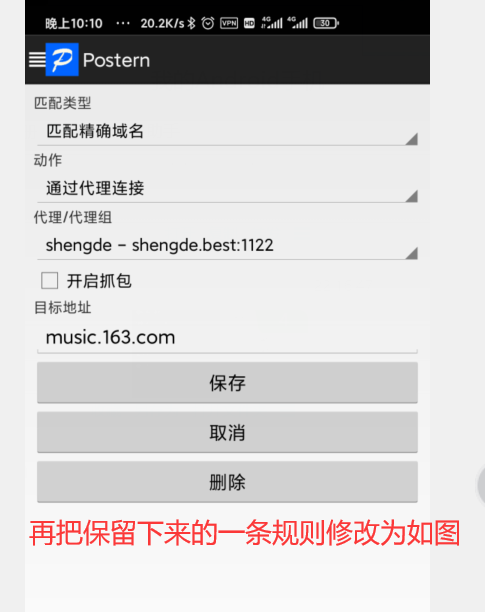 晚上10:10 ··· 20.2K/s VPN HD 4G 4G 30
Postern
匹配类型
匹配精确域名
动作
通过代理连接
代理/代理组
shengde - shengde.best:1122
开启抓包
目标地址
music.163.com
保存
取消
删除
再把保留下来的一条规则修改为如图